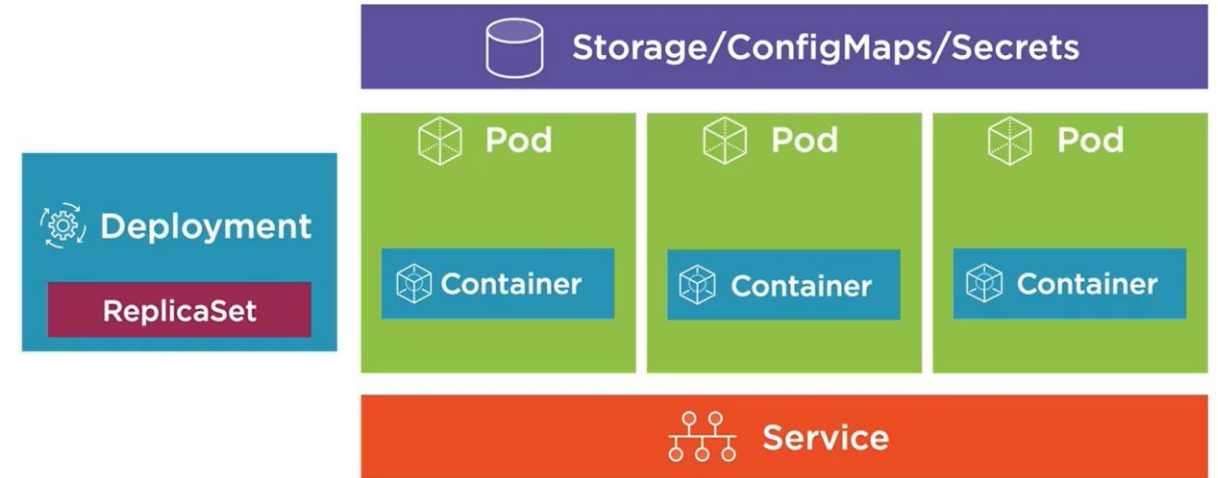 Storage/ConfigMaps/Secrets
Deployment
ReplicaSet
Pod
Container
Pod
Container
Pod
Container
Service